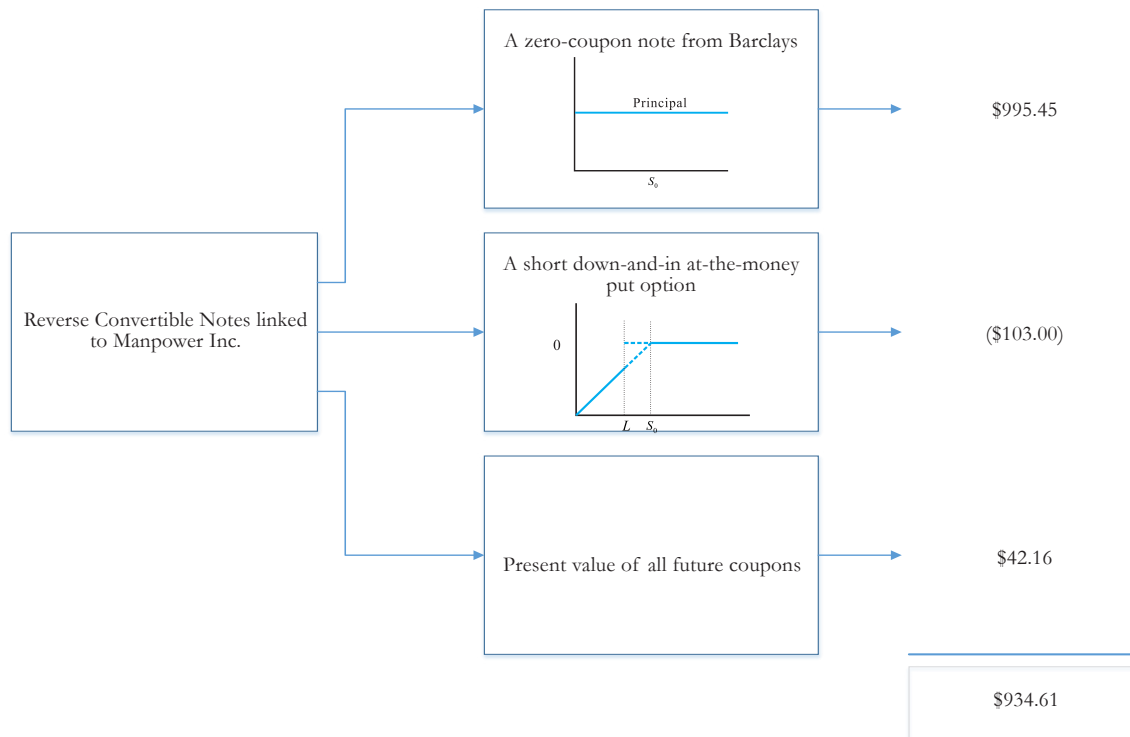 A zero-coupon note from Barclays
Principal
S₀
$995.45
Reverse Convertible Notes linked
to Manpower Inc.
A short down-and-in at-the-money
put option
0
L S₀
($103.00)
Present value of all future coupons
$42.16
$934.61